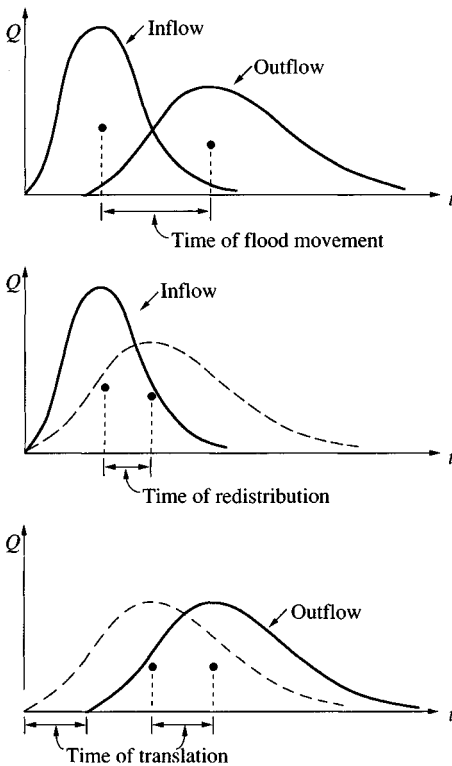 Q
Inflow
Outflow
t
Time of flood movement
Q
Inflow
t
Time of redistribution
Q
Outflow
t
Time of translation